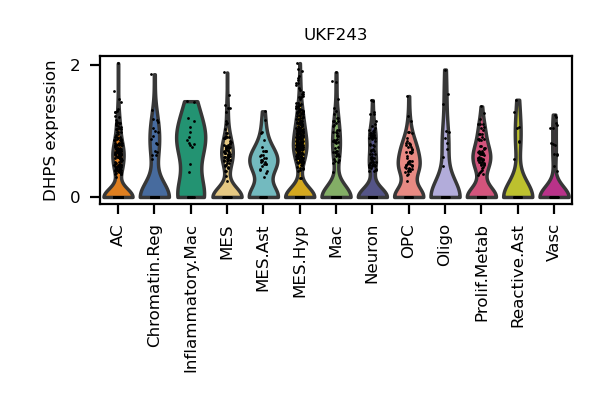 UKF243
DHPS expression
2
0
AC
Chromatin.Reg
Inflammatory.Mac
MES
MES.Ast
MES.Hyp
Mac
Neuron
OPC
Oligo
Prolif.Metab
Reactive.Ast
Vasc